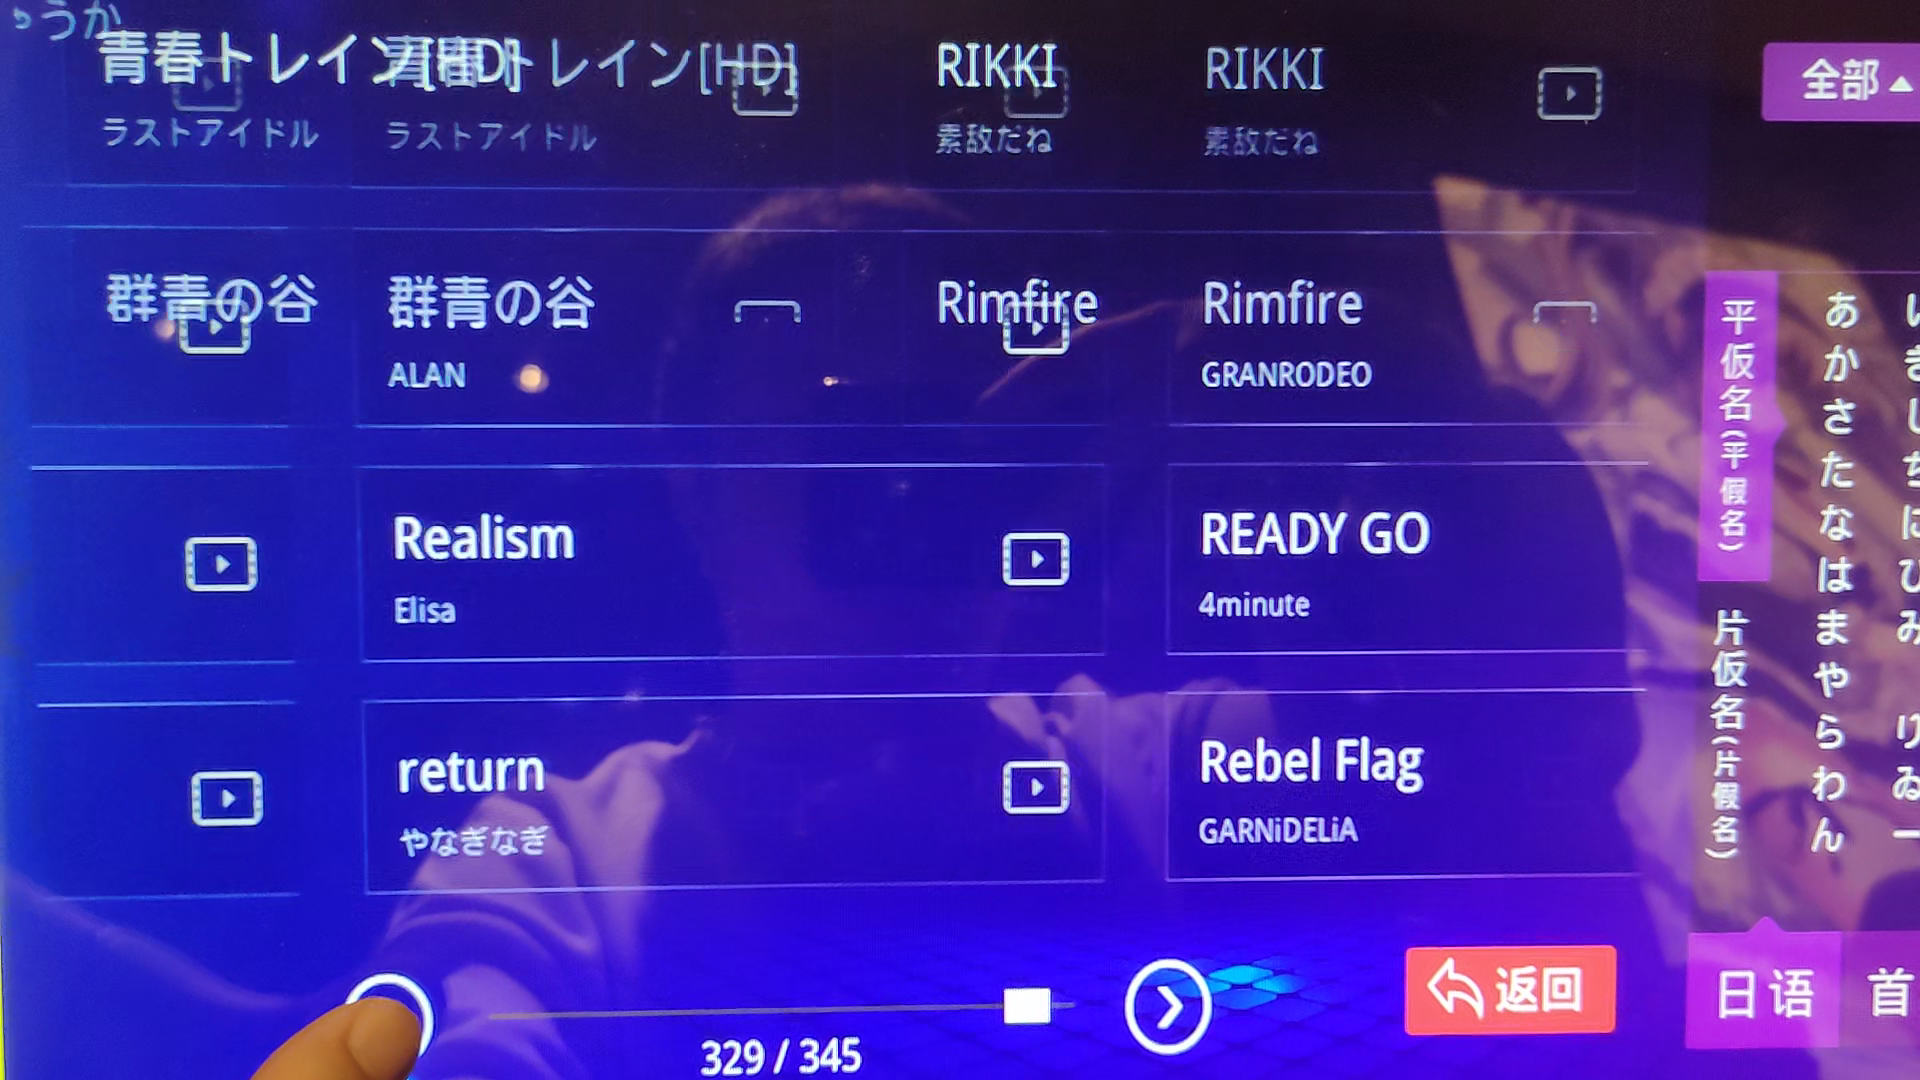 うか
青春トレイン[HD]
青春トレイン[HD]
RIKKI
RIKKI
ラストアイドル
ラストアイドル
素敌だね
素敌だね
群青の谷
群青の谷
Rimfire
Rimfire
ALAN
GRANRODEO
Realism
READY GO
Elisa
4minute
return
Rebel Flag
やなぎなぎ
GARNiDELiA
329 / 345
返回
全部
平仮名(平假名)
片仮名(片假名)
あかさたなはまやらわん
いきしちにひみ りゐー
日语
首